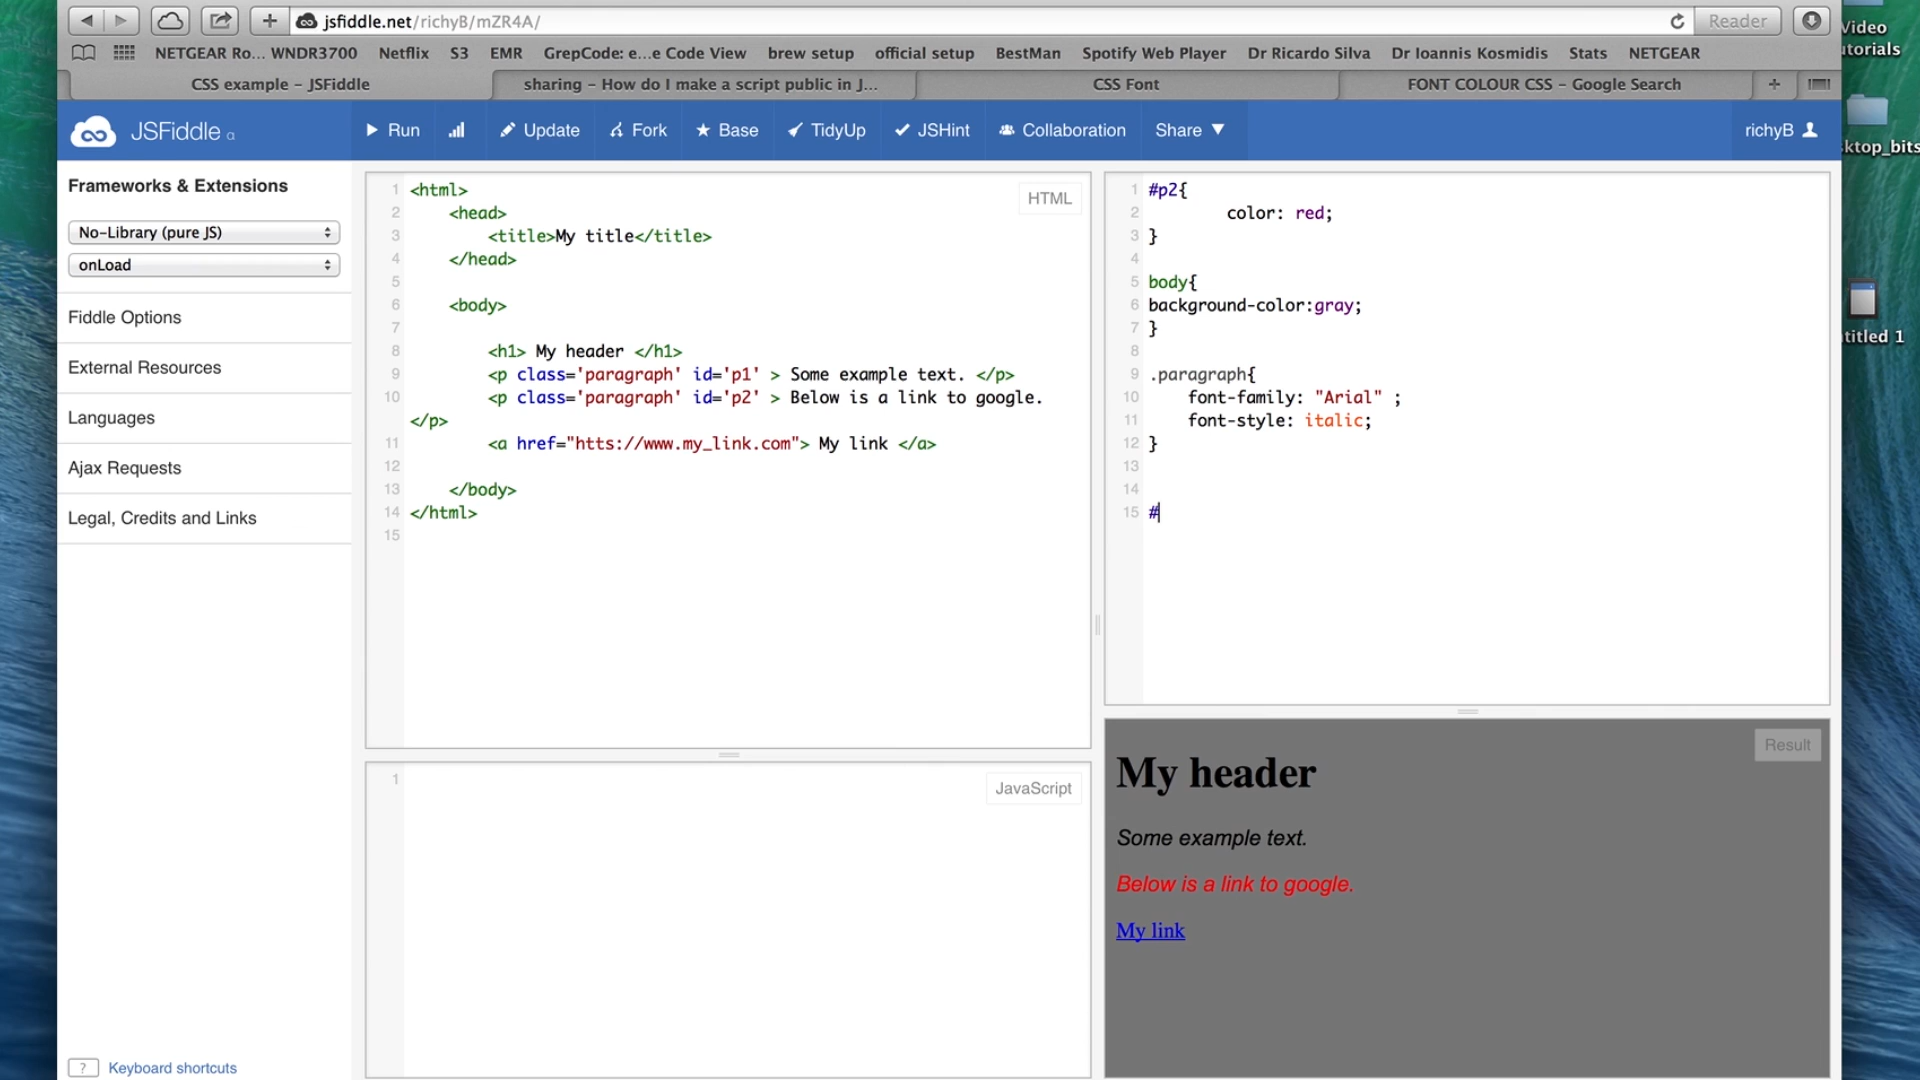 jsfiddle.net/richyB/mZR4A/
Reader
NETGEAR Ro... WNDR3700 Netflix S3 EMR GrepCode: e...e Code View brew setup official setup BestMan Spotify Web Player Dr Ricardo Silva Dr Ioannis Kosmidis Stats NETGEAR
CSS example – JSFiddle
sharing – How do I make a script public in J...
CSS Font
FONT COLOUR CSS – Google Search
JSFiddle α
Run
Update
Fork
Base
TidyUp
JSHint
Collaboration
Share
richyB
Frameworks & Extensions
No-Library (pure JS)
onLoad
Fiddle Options
External Resources
Languages
Ajax Requests
Legal, Credits and Links
? Keyboard shortcuts
HTML
1 <html>
2 <head>
3 <title>My title</title>
4 </head>
5
6 <body>
7
8 <h1> My header </h1>
9 <p class='paragraph' id='p1' > Some example text. </p>
10 <p class='paragraph' id='p2' > Below is a link to google.
</p>
11 <a href="htts://www.my_link.com"> My link </a>
12
13 </body>
14 </html>
15
1 #p2{
2 color: red;
3 }
4
5 body{
6 background-color:gray;
7 }
8
9 .paragraph{
10 font-family: "Arial" ;
11 font-style: italic;
12 }
13
14
15 #
1
JavaScript
Result
My header
Some example text.
Below is a link to google.
My link
Video
utorials
ktop_bits
titled 1